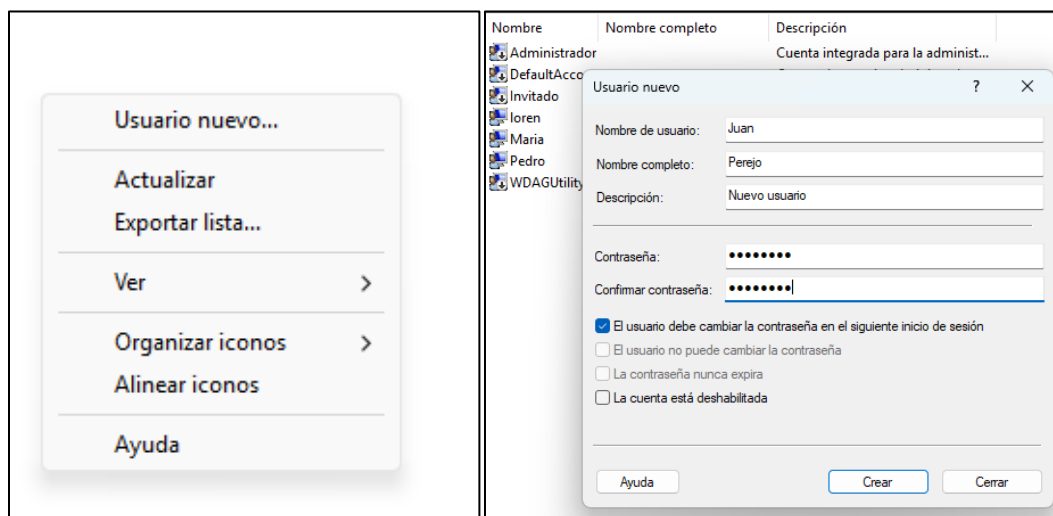 Usuario nuevo...
Actualizar
Exportar lista...
Ver
Organizar iconos
Alinear iconos
Ayuda
Nombre Nombre completo Descripción
Administrador Cuenta integrada para la administ...
DefaultAcco
Invitado
loren
Maria
Pedro
WDAGUtility
Usuario nuevo ?
Nombre de usuario: Juan
Nombre completo: Perejo
Descripción: Nuevo usuario
Contraseña: ●●●●●●●●
Confirmar contraseña: ●●●●●●●●
El usuario debe cambiar la contraseña en el siguiente inicio de sesión
El usuario no puede cambiar la contraseña
La contraseña nunca expira
La cuenta está deshabilitada
Ayuda Crear Cerrar